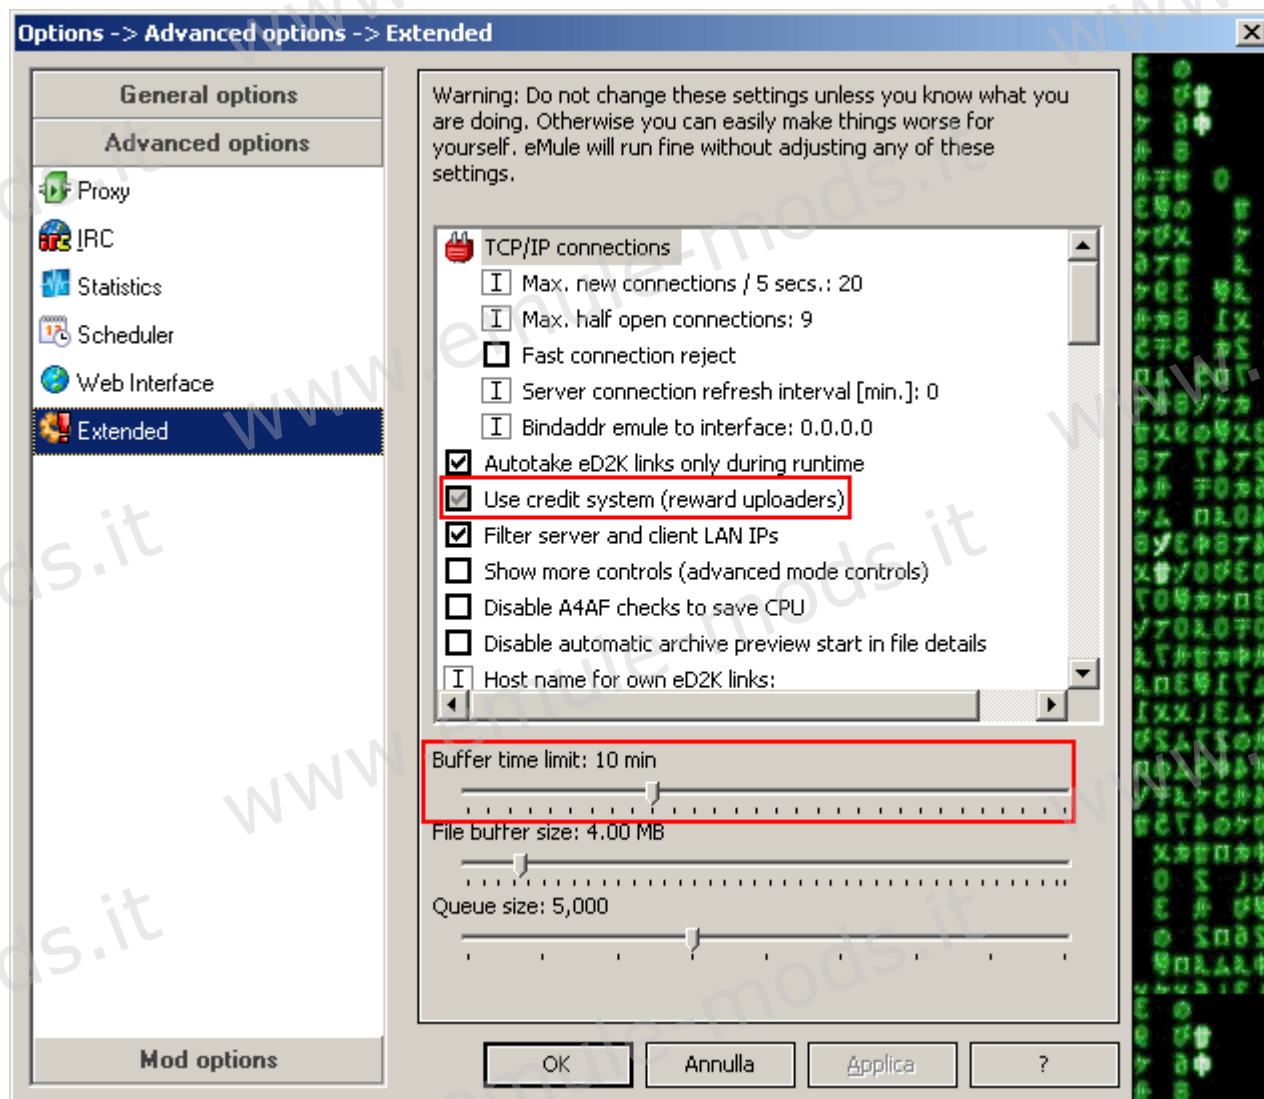 Options -> Advanced options -> Extended
General options
Advanced options
Proxy
IRC
Statistics
Scheduler
Web Interface
Extended
Mod options
Warning: Do not change these settings unless you know what you
are doing. Otherwise you can easily make things worse for
yourself. eMule will run fine without adjusting any of these
settings.
TCP/IP connections
Max. new connections / 5 secs.: 20
Max. half open connections: 9
Fast connection reject
Server connection refresh interval [min.]: 0
Bindaddr emule to interface: 0.0.0.0
Autotake eD2K links only during runtime
Use credit system (reward uploaders)
Filter server and client LAN IPs
Show more controls (advanced mode controls)
Disable A4AF checks to save CPU
Disable automatic archive preview start in file details
Host name for own eD2K links:
Buffer time limit: 10 min
File buffer size: 4.00 MB
Queue size: 5,000
OK
Annulla
Applica
?
www.emule-mods.it